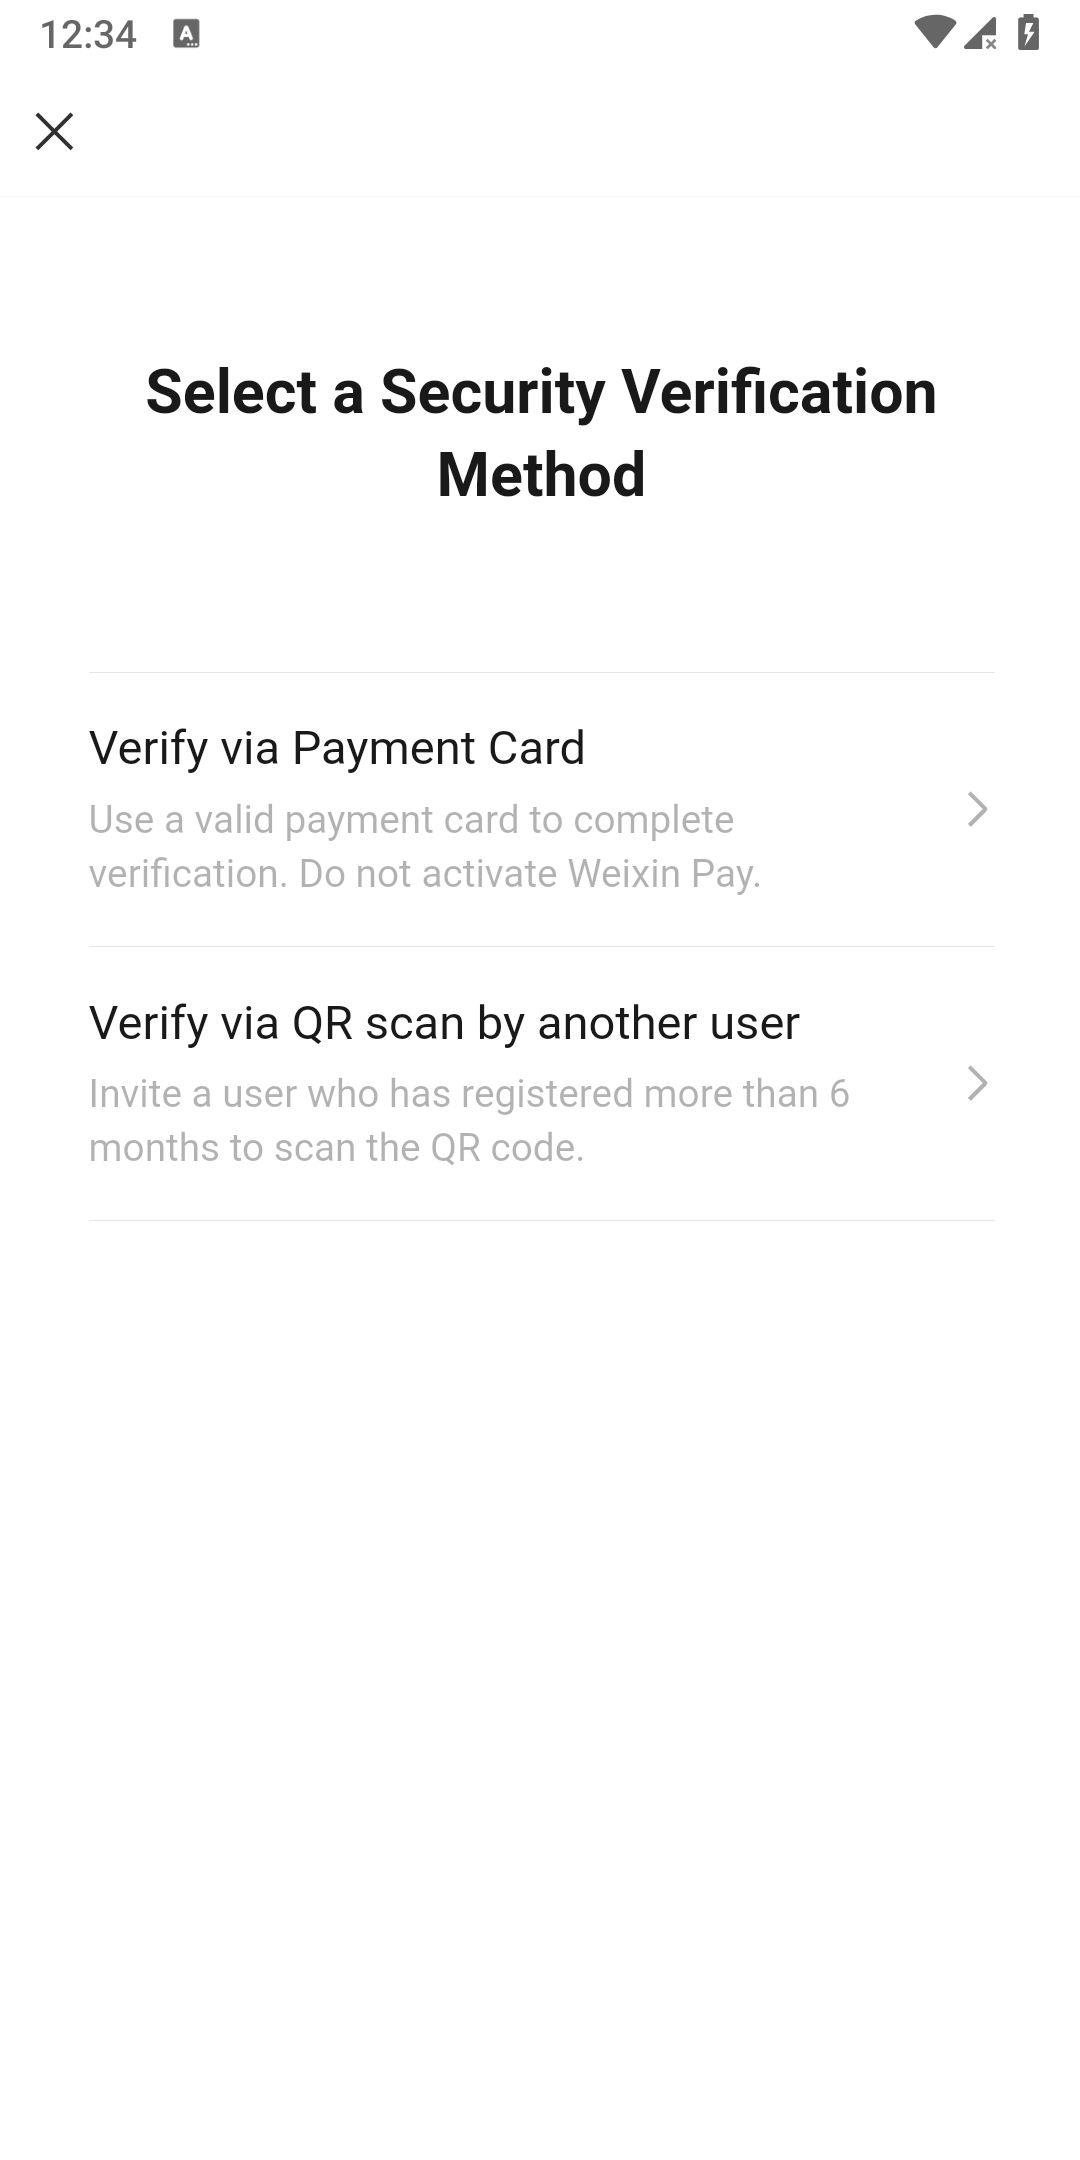 12:34
Select a Security Verification
Method
Verify via Payment Card
Use a valid payment card to complete
verification. Do not activate Weixin Pay.
Verify via QR scan by another user
Invite a user who has registered more than 6
months to scan the QR code.